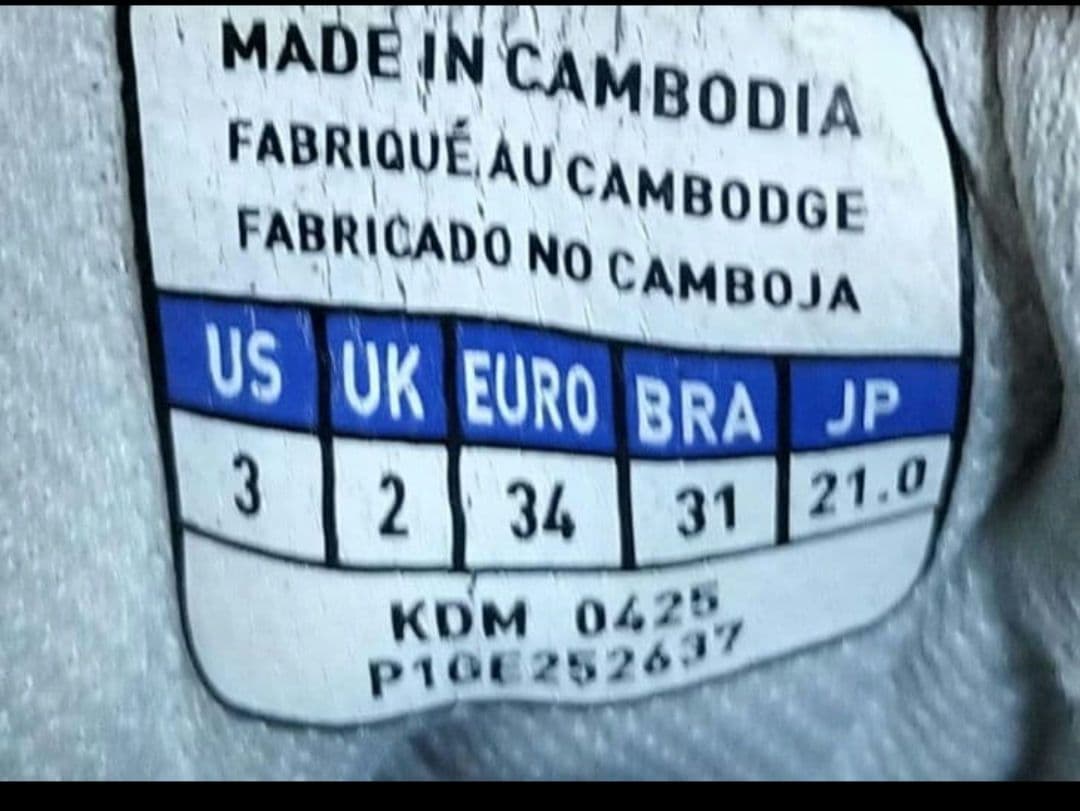 MADE IN CAMBODIA
FABRIQUÉ AU CAMBODGE
FABRICADO NO CAMBOJA
US UK EURO BRA JP
3 2 34 31 21.0
KDM 0425
P1GE252637